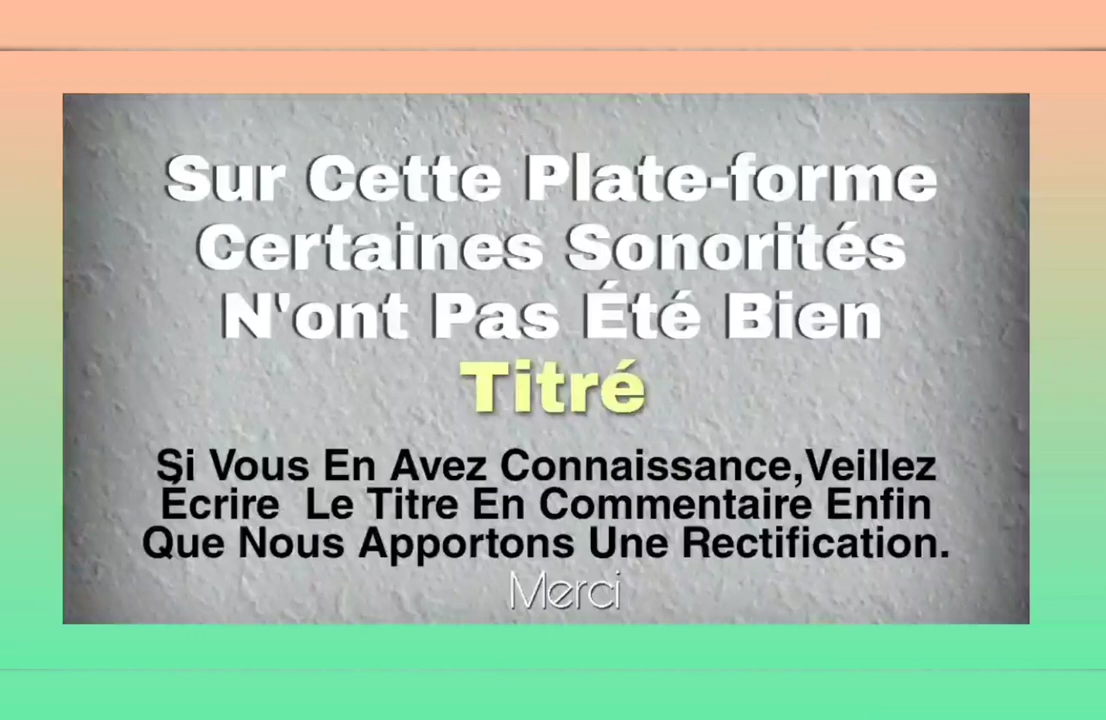 Sur Cette Plate-forme
Certaines Sonorités
N'ont Pas Été Bien
Titré
Si Vous En Avez Connaissance,Veillez
Écrire Le Titre En Commentaire Enfin
Que Nous Apportons Une Rectification.
Merci